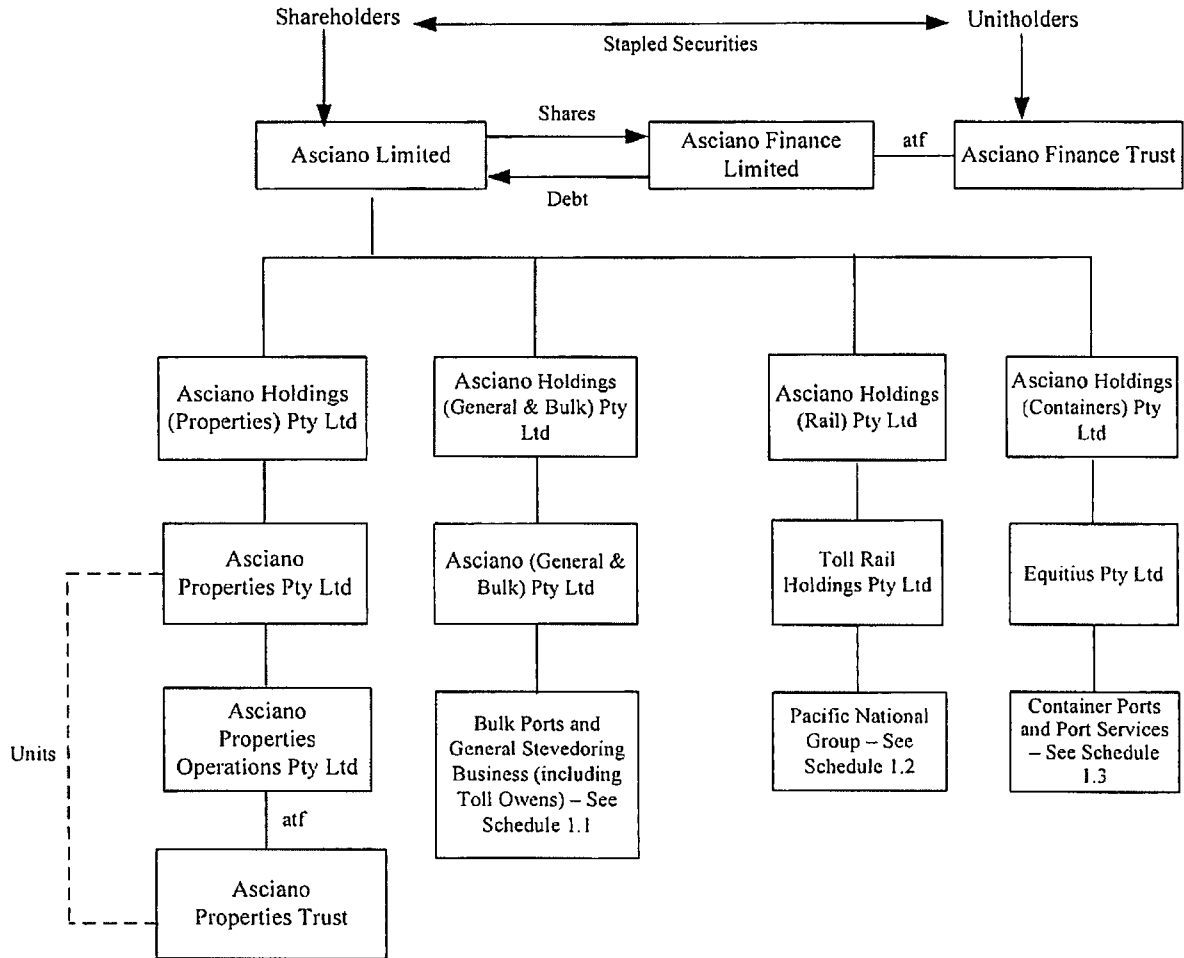 Shareholders
Unitholders
Stapled Securities
Shares
Asciano Limited
Asciano Finance
Limited
atf
Asciano Finance Trust
Debt
Asciano Holdings
(Properties) Pty Ltd
Asciano Holdings
(General & Bulk) Pty
Ltd
Asciano Holdings
(Rail) Pty Ltd
Asciano Holdings
(Containers) Pty
Ltd
Asciano
Properties Pty Ltd
Asciano (General &
Bulk) Pty Ltd
Toll Rail
Holdings Pty Ltd
Equitius Pty Ltd
Units
Asciano
Properties
Operations Pty Ltd
Bulk Ports and
General Stevedoring
Business (including
Toll Owens) – See
Schedule 1.1
Pacific National
Group – See
Schedule 1.2
Container Ports
and Port Services
– See Schedule
1.3
atf
Asciano
Properties Trust